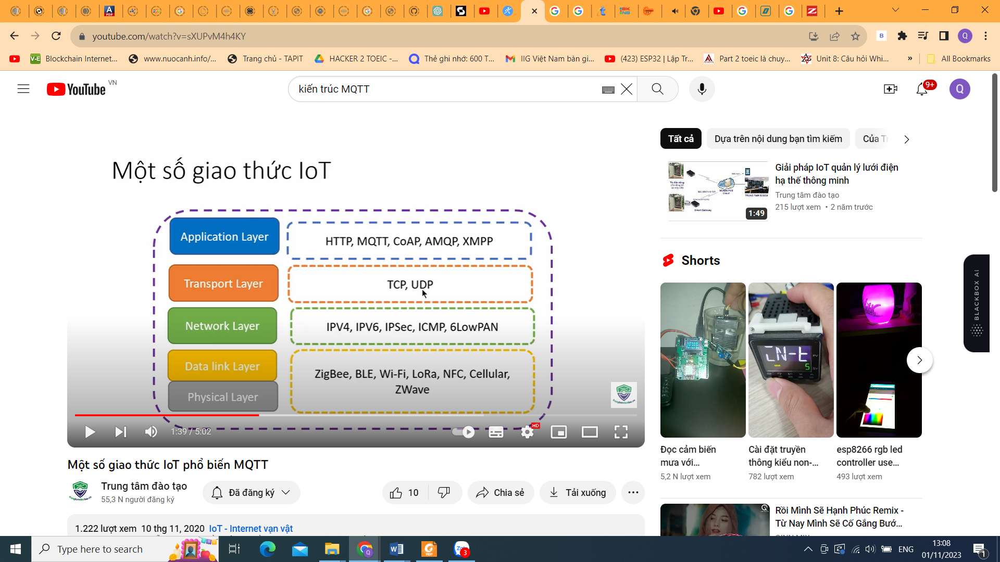 youtube.com/watch?v=sXUPvM4h4KY
B
Q
V-E
Blockchain Internet...
www.nuocanh.info/...
Trang chủ - TAPIT
HACKER 2 TOEIC -...
Thẻ ghi nhớ: 600 T...
IIG Việt Nam bàn gi...
(423) ESP32 | Lập Tr...
Part 2 toeic là chuy...
Unit 8: Câu hỏi Whi...
»
All Bookmarks
YouTube VN
kiến trúc MQTT
9+
Q
Một số giao thức IoT
Application Layer
HTTP, MQTT, CoAP, AMQP, XMPP
Transport Layer
TCP, UDP
Network Layer
IPV4, IPV6, IPSec, ICMP, 6LowPAN
Data link Layer
Physical Layer
ZigBee, BLE, Wi-Fi, LoRa, NFC, Cellular,
ZWave
1:39 / 5:02
HD
Một số giao thức IoT phổ biến MQTT
Trung tâm đào tạo
55,3 N người đăng ký
Đã đăng ký
10
Chia sẻ
Tải xuống
1.222 lượt xem 10 thg 11, 2020 IoT - Internet vạn vật
Tất cả
Dựa trên nội dung bạn tìm kiếm
Của Tr
1:49
Giải pháp IoT quản lý lưới điện
hạ thế thông minh
Trung tâm đào tạo
215 lượt xem • 2 năm trước
Shorts
Đọc cảm biến
mưa với...
5,2 N lượt xem
Cài đặt truyền
thông kiểu non-...
782 lượt xem
esp8266 rgb led
controller use...
493 lượt xem
Rồi Mình Sẽ Hạnh Phúc Remix -
Từ Nay Mình Sẽ Cố Gắng Bướ...
BLACKBOX AI
Type here to search
3
ENG
13:08
01/11/2023
1